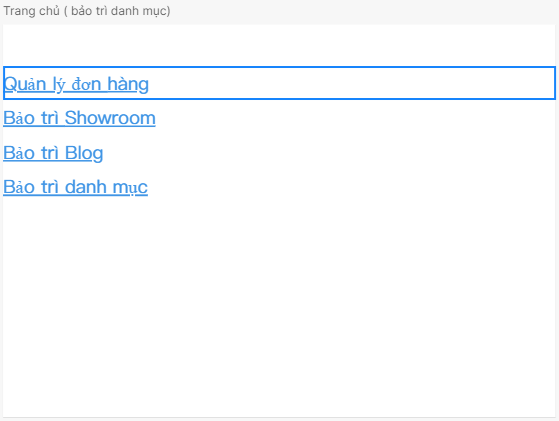 Trang chủ ( bảo trì danh mục)
Quản lý đơn hàng
Bảo trì Showroom
Bảo trì Blog
Bảo trì danh mục